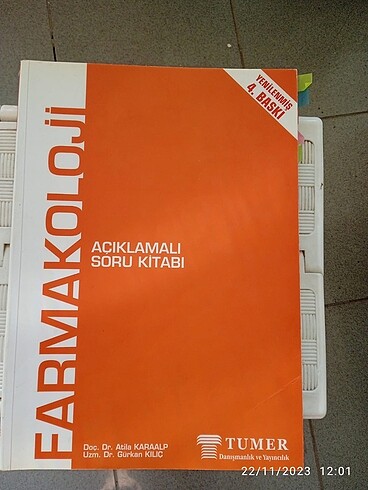 FARMAKOLOJİ
YENİLENMİŞ
4. BASKI
AÇIKLAMALI
SORU KİTABI
Doç. Dr. Atila KARAALP
Uzm. Dr. Gürkan KILIÇ
TUMER
Danışmanlık ve Yayıncılık
22/11/2023 12:01